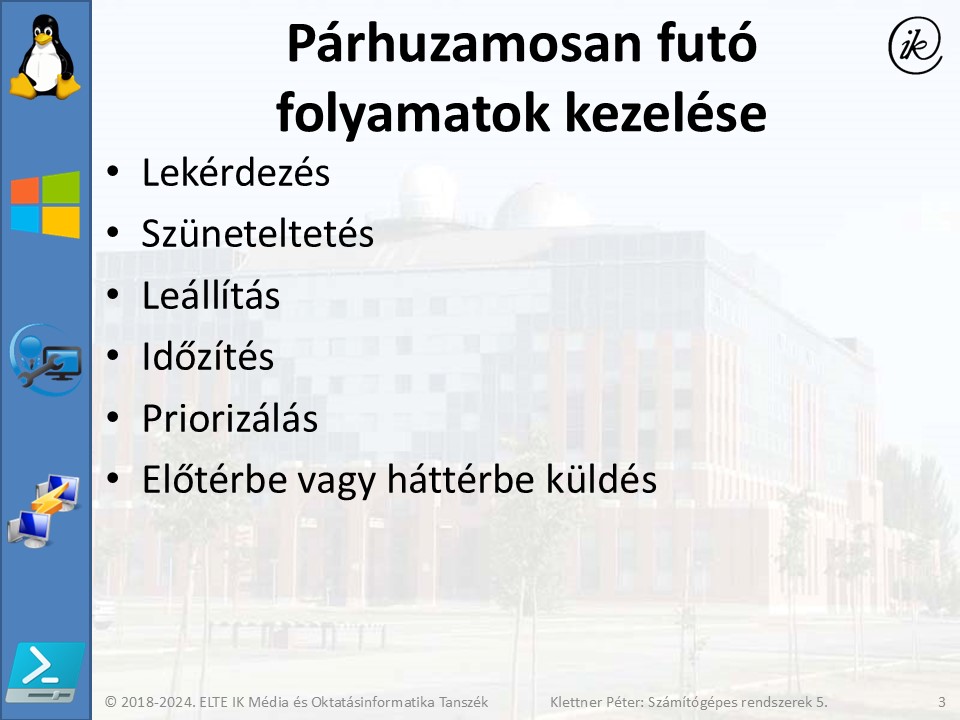 Párhuzamosan futó
folyamatok kezelése
ik
• Lekérdezés
• Szüneteltetés
• Leállítás
• Időzítés
• Priorizálás
• Előtérbe vagy háttérbe küldés
© 2018-2024. ELTE IK Média és Oktatásinformatika Tanszék Klettner Péter: Számítógépes rendszerek 5. 3